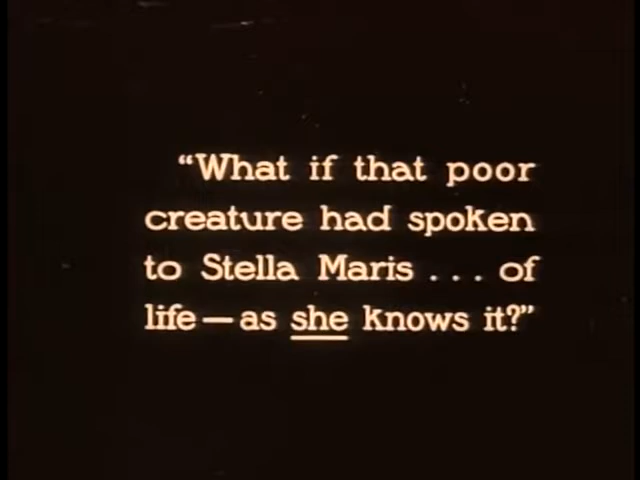 “What if that poor
creature had spoken
to Stella Maris . . . of
life—as she knows it?”